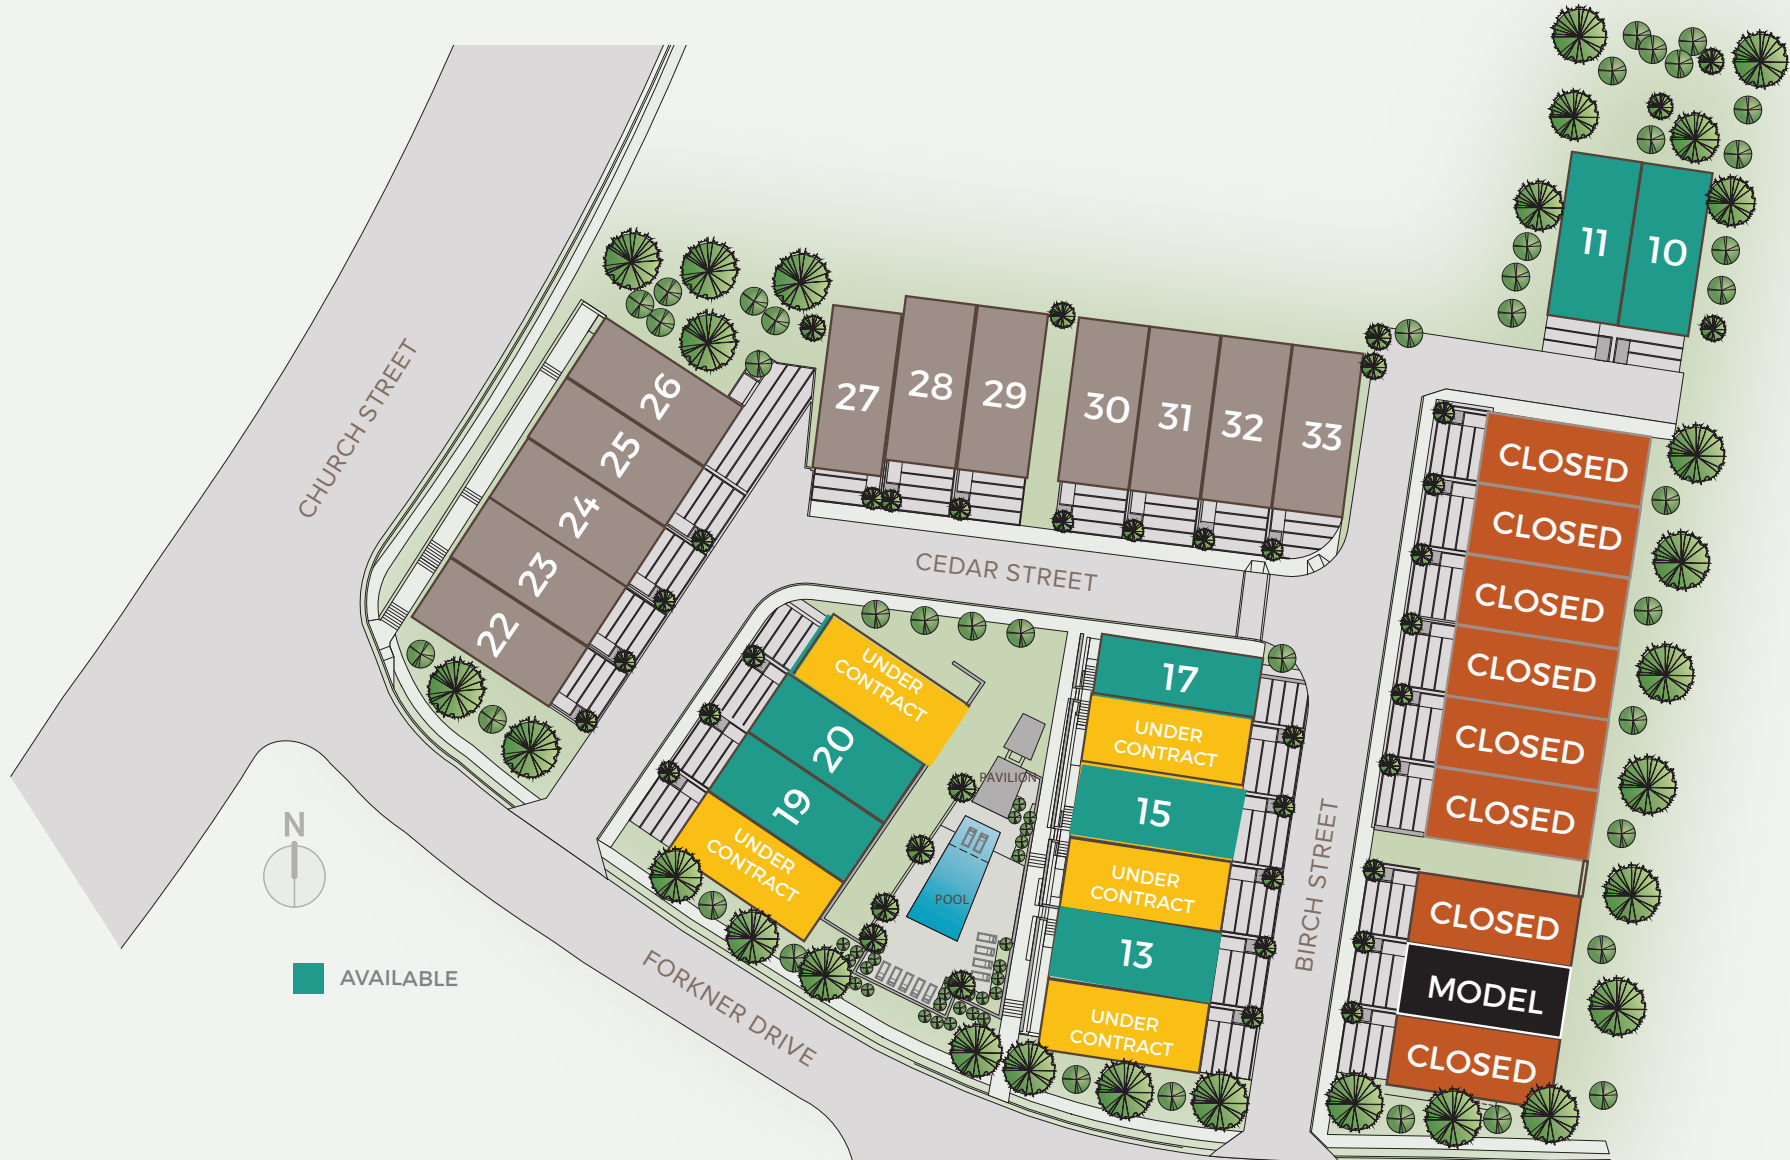 11
10
26
25
24
23
22
27
28
29
30
31
32
33
CHURCH STREET
CEDAR STREET
CLOSED
CLOSED
CLOSED
CLOSED
CLOSED
CLOSED
UNDER
CONTRACT
20
19
UNDER
CONTRACT
PAVILION
POOL
17
UNDER
CONTRACT
15
UNDER
CONTRACT
13
UNDER
CONTRACT
BIRCH STREET
CLOSED
MODEL
CLOSED
N
AVAILABLE
FORKNER DRIVE